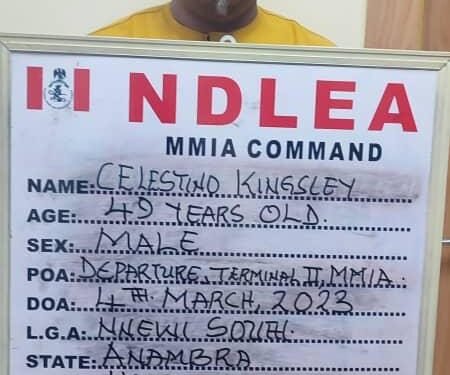 NDLEA
MMIA COMMAND
NAME: CELESTINO KINGSLEY
AGE: 49 YEARS OLD.
SEX: MALE
POA: DEPARTURE, TERMINAL II, MMIA.
DOA: 4TH MARCH, 2023
L.G.A: NNEWI SOUTH.
STATE: ANAMBRA